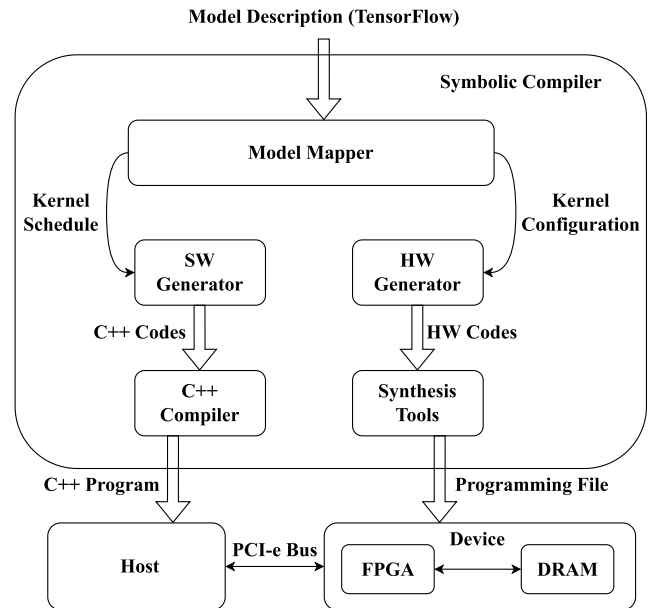 Model Description (TensorFlow)
Symbolic Compiler
Model Mapper
Kernel
Schedule
Kernel
Configuration
SW
Generator
HW
Generator
C++ Codes
HW Codes
C++
Compiler
Synthesis
Tools
C++ Program
Programming File
Host
PCI-e Bus
Device
FPGA
DRAM